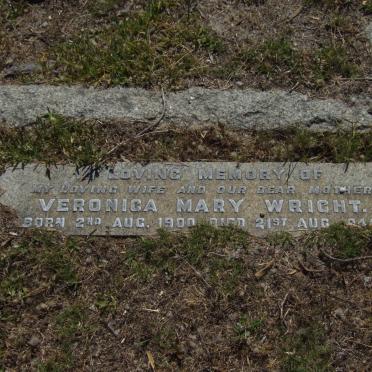 LOVING MEMORY OF
MY LOVING WIFE AND OUR DEAR MOTHER
VERONICA MARY WRIGHT.
BORN 2ND AUG. 1900. DIED 21ST AUG.